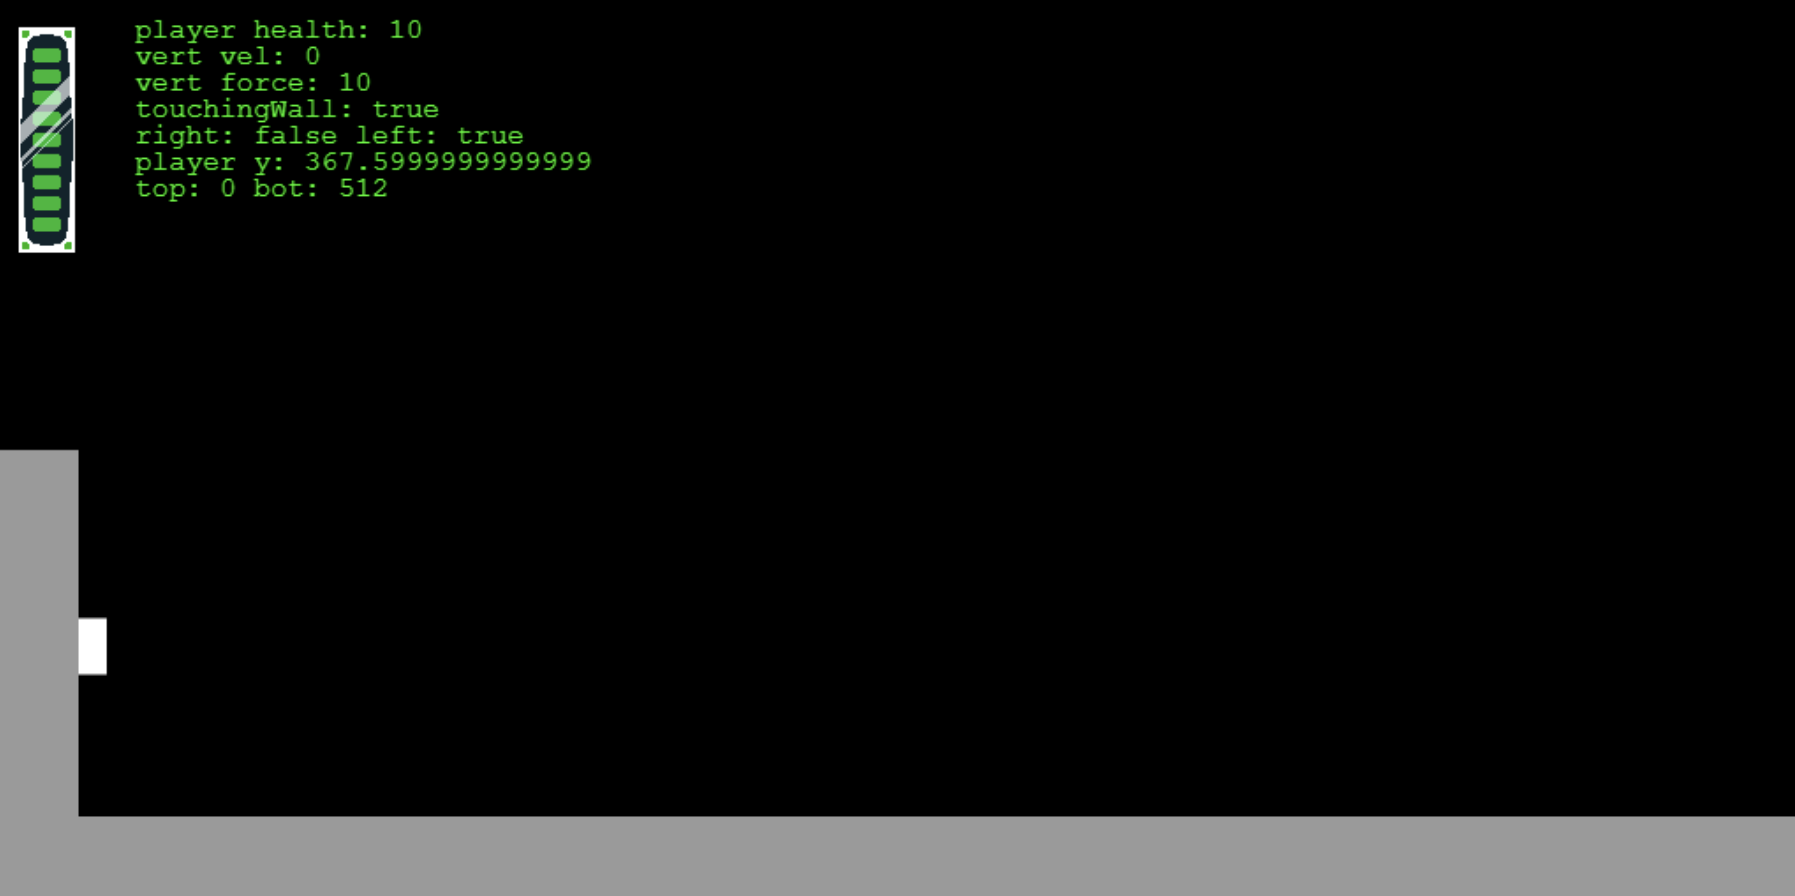 player health: 10
vert vel: 0
vert force: 10
touchingWall: true
right: false left: true
player y: 367.5999999999999
top: 0 bot: 512